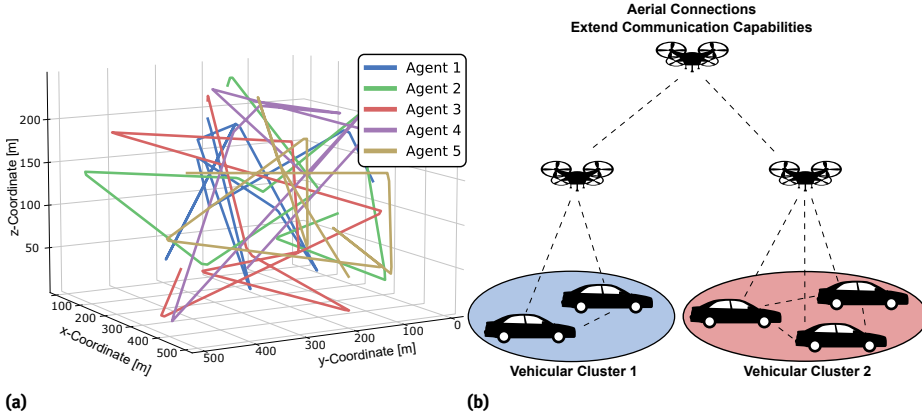 Aerial Connections
Extend Communication Capabilities
Agent 1
Agent 2
Agent 3
Agent 4
Agent 5
z-Coordinate [m]
200
150
100
50
100
200
300
400
500
x-Coordinate [m]
500
400
300
200
100
0
y-Coordinate [m]
Vehicular Cluster 1
Vehicular Cluster 2
(a)
(b)